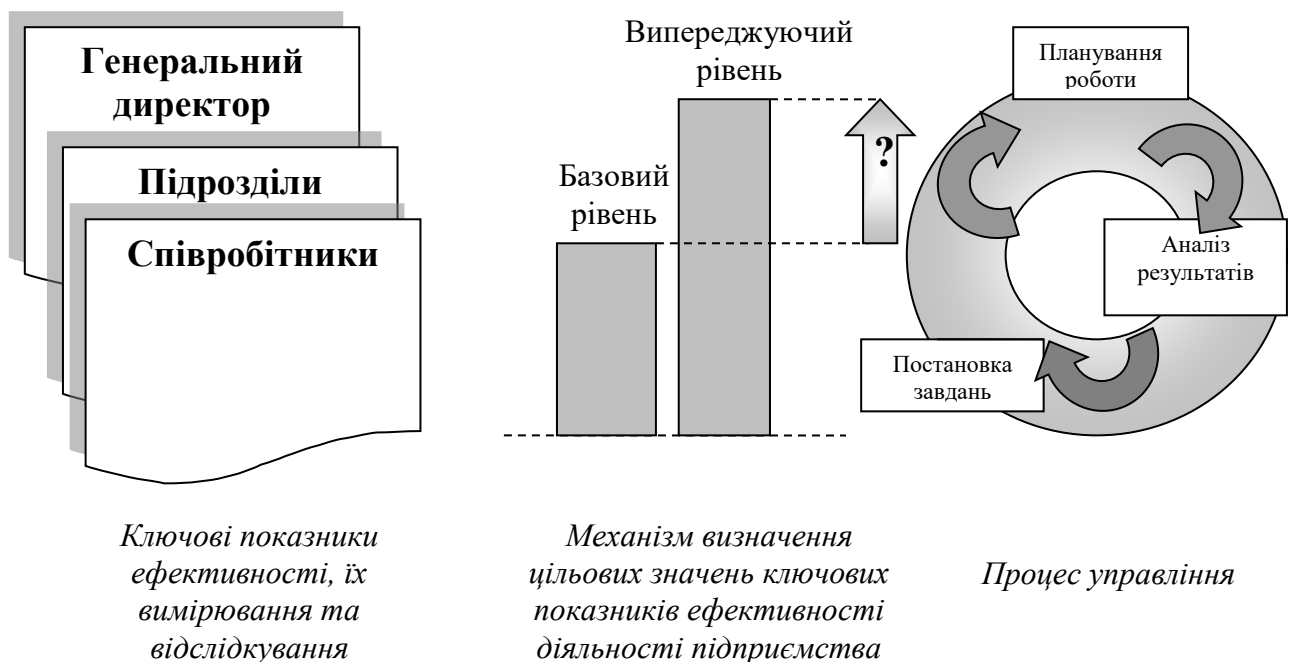 Генеральний
директор
Підрозділи
Співробітники
Випереджуючий
рівень
Базовий
рівень
?
Планування
роботи
Аналіз
результатів
Постановка
завдань
Ключові показники
ефективності, їх
вимірювання та
відслідкування
Механізм визначення
цільових значень ключових
показників ефективності
діяльності підприємства
Процес управління